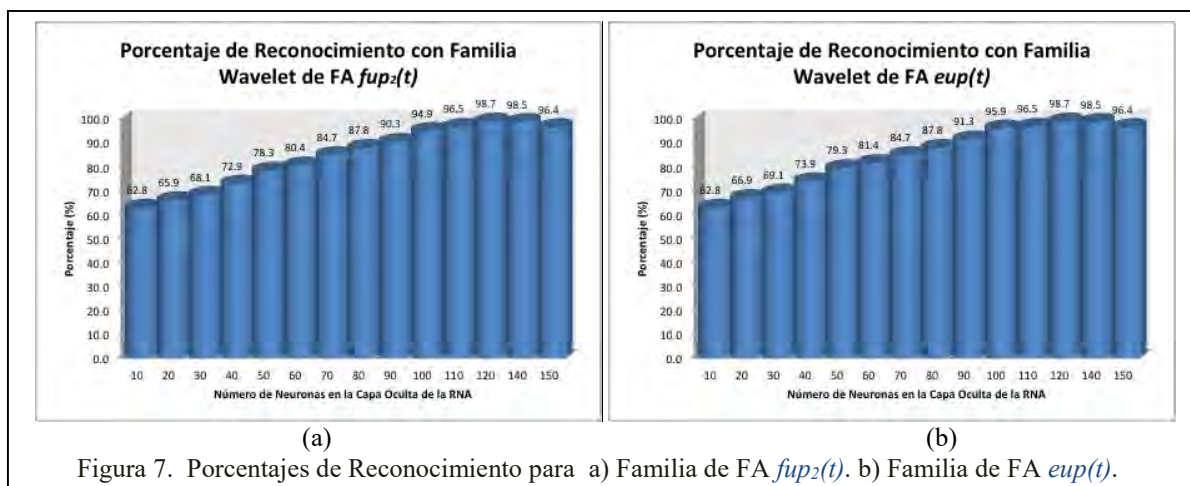 Porcentaje de Reconocimiento con Familia
Wavelet de FA fup₂(t)
62.8 65.9 68.1 72.9 78.3 80.4 84.7 87.8 90.3 94.9 96.5 98.7 98.5 96.4
100.0
90.0
80.0
70.0
60.0
50.0
40.0
30.0
20.0
10.0
0.0
Porcentaje (%)
10 20 30 40 50 60 70 80 90 100 110 120 140 150
Número de Neuronas en la Capa Oculta de la RNA
(a)
Porcentaje de Reconocimiento con Familia
Wavelet de FA eup(t)
62.8 66.9 69.1 73.9 79.3 81.4 84.7 87.8 91.3 95.9 96.5 98.7 98.5 96.4
100.0
90.0
80.0
70.0
60.0
50.0
40.0
30.0
20.0
10.0
0.0
Porcentaje (%)
10 20 30 40 50 60 70 80 90 100 110 120 140 150
Número de Neuronas en la Capa Oculta de la RNA
(b)
Figura 7. Porcentajes de Reconocimiento para a) Familia de FA fup₂(t). b) Familia de FA eup(t).